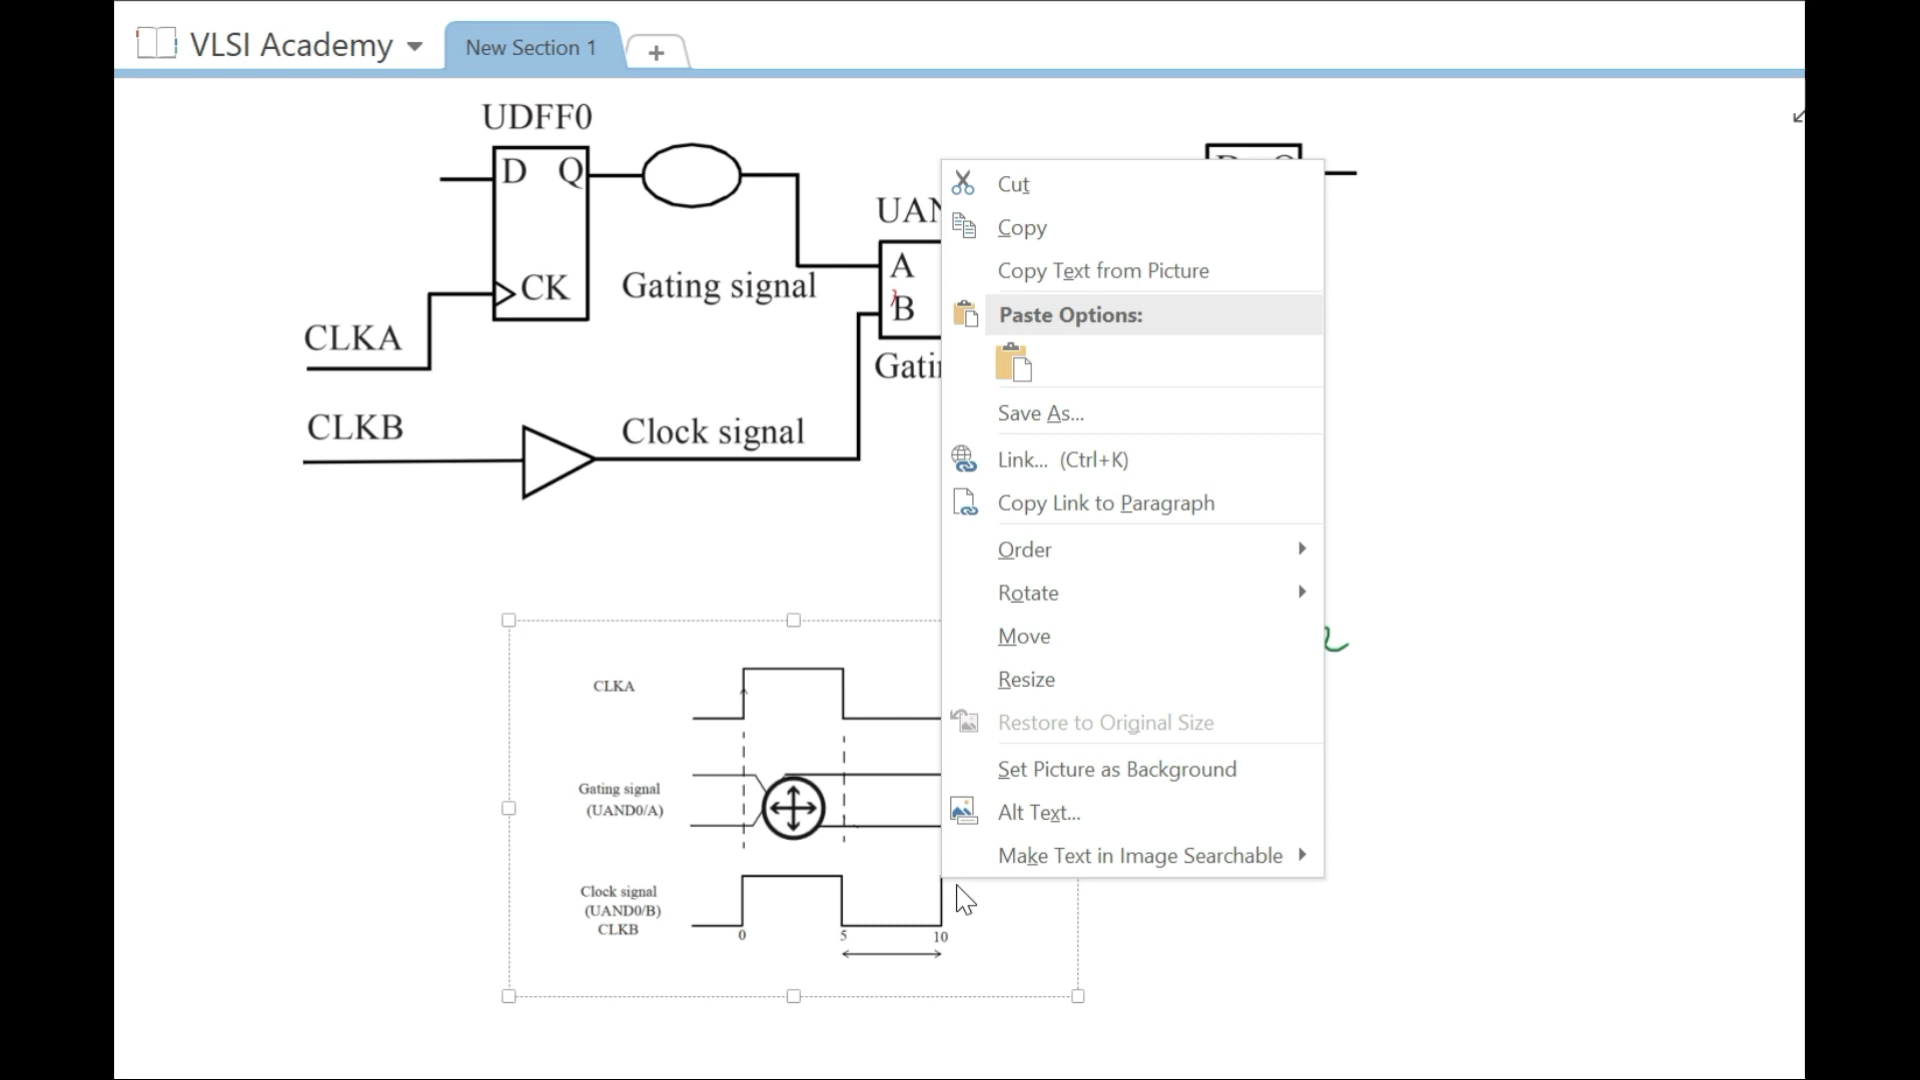 VLSI Academy
New Section 1
+
UDFF0
D Q
CK
Gating signal
CLKA
CLKB
Clock signal
A
B
Cut
Copy
Copy Text from Picture
Paste Options:
Save As...
Link... (Ctrl+K)
Copy Link to Paragraph
Order
Rotate
Move
Resize
Restore to Original Size
Set Picture as Background
Alt Text...
Make Text in Image Searchable
CLKA
Gating signal
(UAND0/A)
Clock signal
(UAND0/B)
CLKB
0 5 10